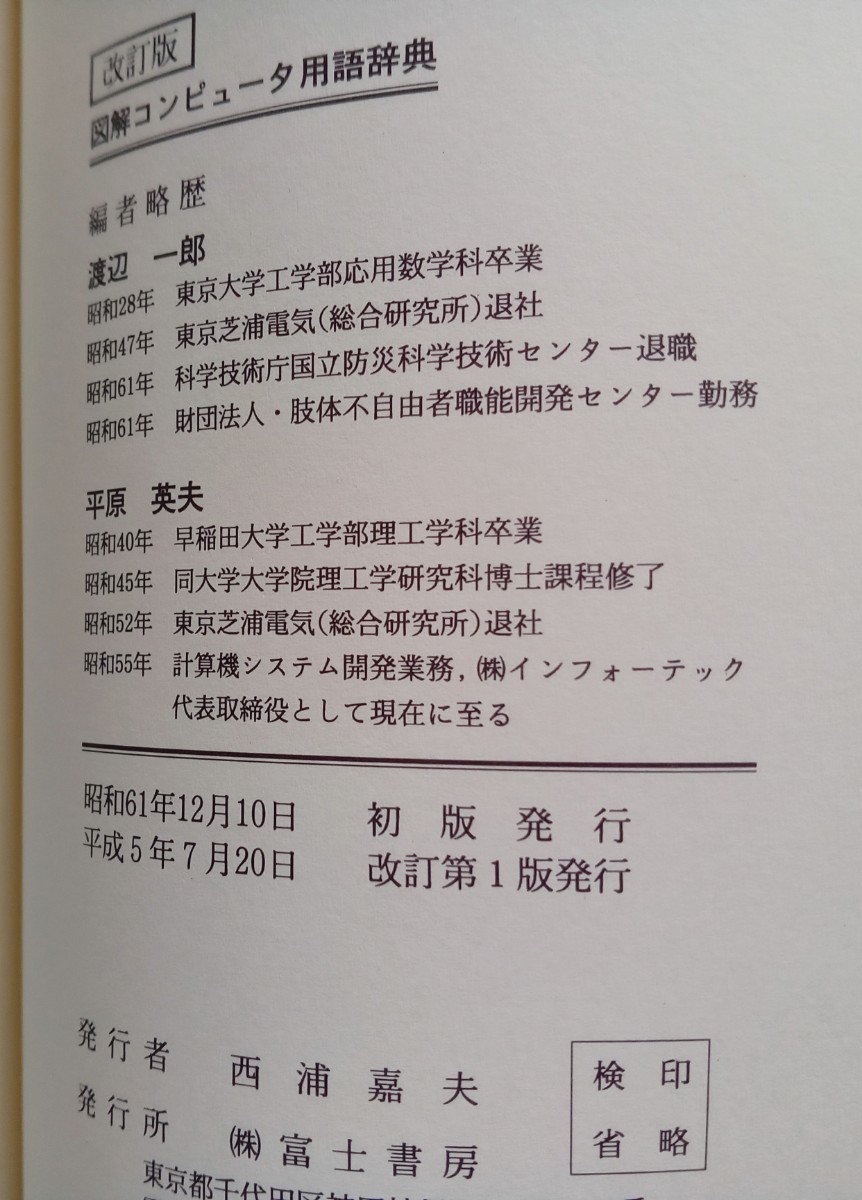 改訂版
図解コンピュータ用語辞典
編者略歴
渡辺　一郎
昭和28年　東京大学工学部応用数学科卒業
昭和47年　東京芝浦電気(総合研究所)退社
昭和61年　科学技術庁国立防災科学技術センター退職
昭和61年　財団法人・肢体不自由者職能開発センター勤務
平原　英夫
昭和40年　早稲田大学工学部理工学科卒業
昭和45年　同大学大学院理工学研究科博士課程修了
昭和52年　東京芝浦電気(総合研究所)退社
昭和55年　計算機システム開発業務，㈱インフォーテック
代表取締役として現在に至る
昭和61年12月10日　初版発行
平成5年7月20日　改訂第1版発行
発行者　西浦嘉夫
発行所　㈱富士書房
検印
省略
東京都千代田区神田